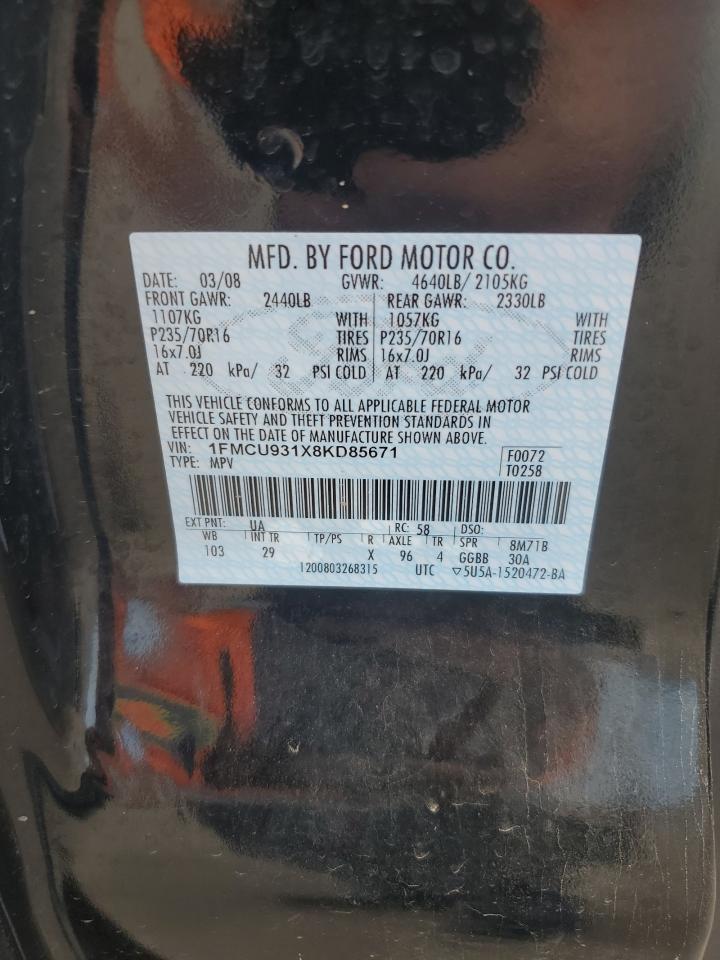 MFD. BY FORD MOTOR CO.
DATE: 03/08 GVWR: 4640LB/ 2105KG
FRONT GAWR: 2440LB REAR GAWR: 2330LB
1107KG WITH 1057KG WITH
P235/70R16 TIRES P235/70R16 TIRES
16x7.0J RIMS 16x7.0J RIMS
AT 220 kPa/ 32 PSI COLD AT 220 kPa/ 32 PSI COLD
THIS VEHICLE CONFORMS TO ALL APPLICABLE FEDERAL MOTOR
VEHICLE SAFETY AND THEFT PREVENTION STANDARDS IN
EFFECT ON THE DATE OF MANUFACTURE SHOWN ABOVE.
VIN: 1FMCU931X8KD85671 F0072
TYPE: MPV T0258
EXT PNT: UA RC: 58 DSO:
WB INT TR TP/PS R AXLE TR SPR 8M71B
103 29 X 96 4 GGBB 30A
1200803268315 UTC ▽5U5A-1520472-BA